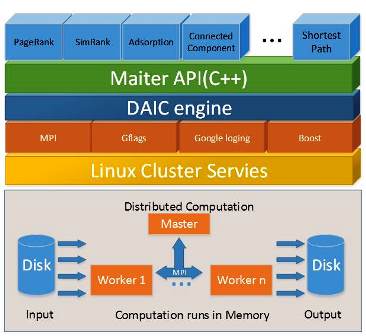 PageRank SimRank Adsorption Connected Component ... Shortest Path
Maiter API(C++)
DAIC engine
MPI Gflags Google loging Boost
Linux Cluster Servies
Distributed Computation
Master
Disk Worker 1 MPI ... Worker n Disk
Input Computation runs in Memory Output